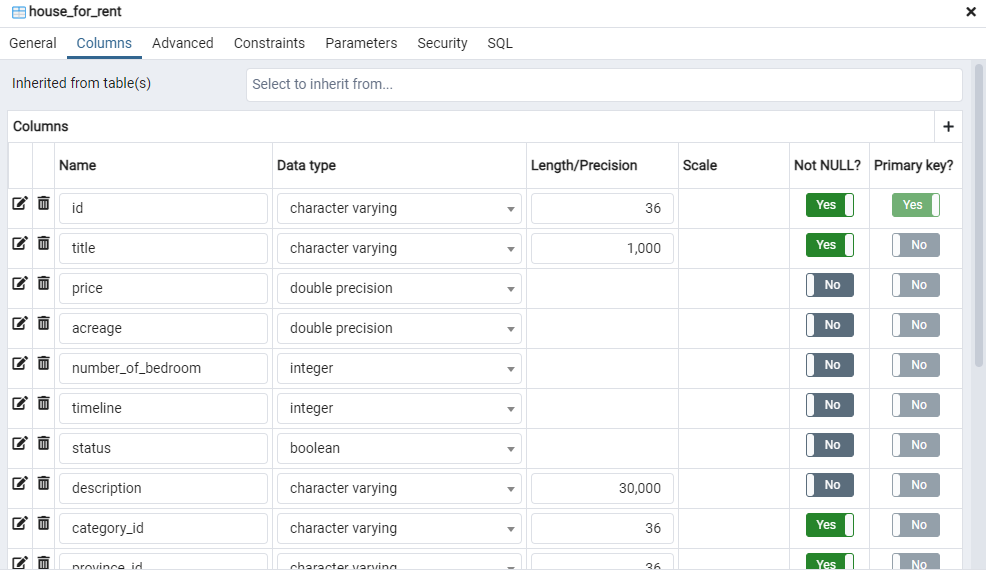 house_for_rent
General Columns Advanced Constraints Parameters Security SQL
Inherited from table(s) Select to inherit from...
Columns
Name Data type Length/Precision Scale Not NULL? Primary key?
id character varying 36 Yes Yes
title character varying 1,000 Yes No
price double precision No No
acreage double precision No No
number_of_bedroom integer No No
timeline integer No No
status boolean No No
description character varying 30,000 No No
category_id character varying 36 Yes No
province_id character varying 36 Yes No